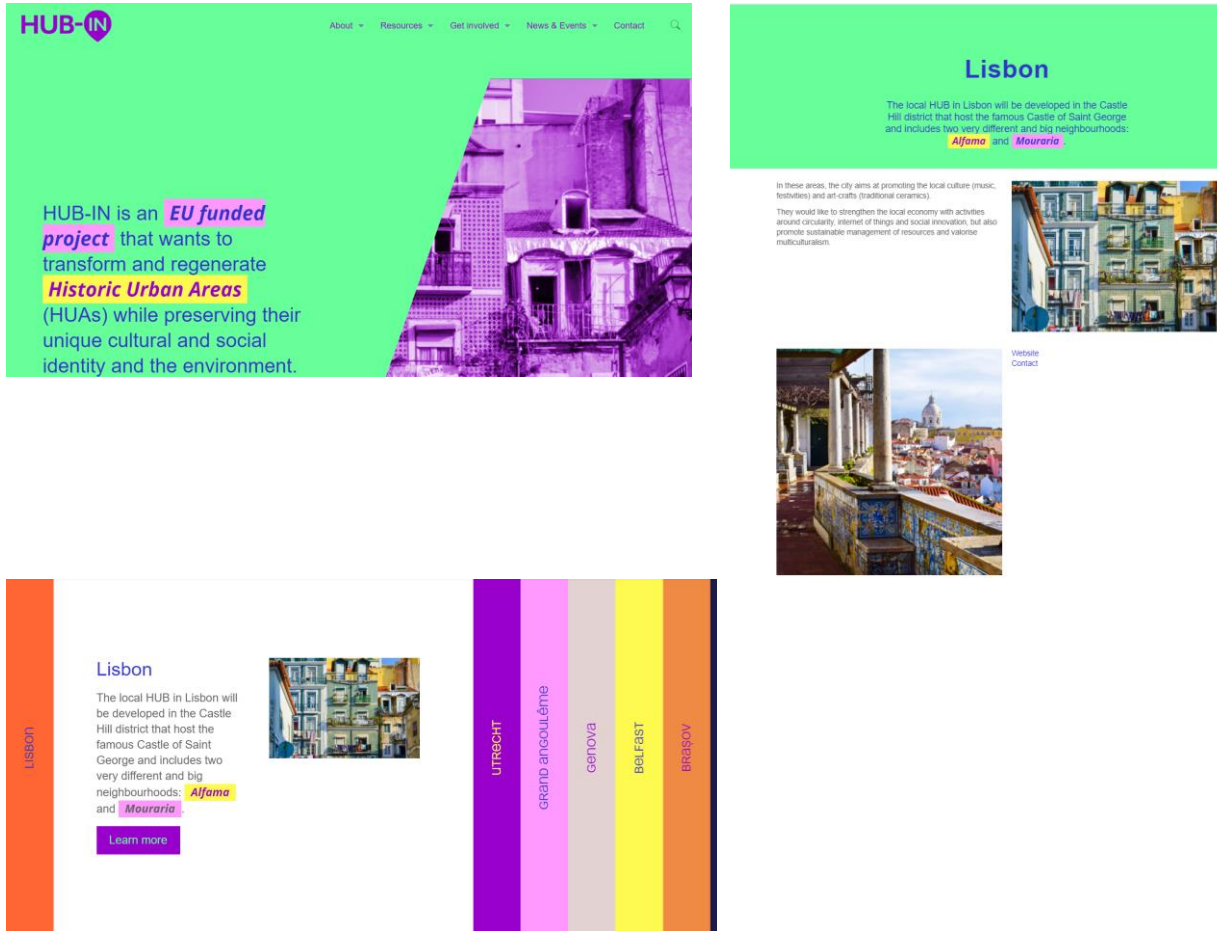 HUB-IN
About
Resources
Get involved
News & Events
Contact
HUB-IN is an EU funded
project that wants to
transform and regenerate
Historic Urban Areas
(HUAs) while preserving their
unique cultural and social
identity and the environment.
Lisbon
The local HUB in Lisbon will be developed in the Castle
Hill district that host the famous Castle of Saint George
and includes two very different and big neighbourhoods:
Alfama and Mouraria .
In these areas, the city aims at promoting the local culture (music,
festivities) and art-crafts (traditional ceramics).
They would like to strengthen the local economy with activities
around circularity, internet of things and social innovation, but also
promote sustainable management of resources and valorise
multiculturalism.
Website
Contact
LISBON
Lisbon
The local HUB in Lisbon will
be developed in the Castle
Hill district that host the
famous Castle of Saint
George and includes two
very different and big
neighbourhoods: Alfama
and Mouraria .
Learn more
UTRECHT
GRAND ANGOULÊME
GENOVA
BELFAST
BRAȘOV